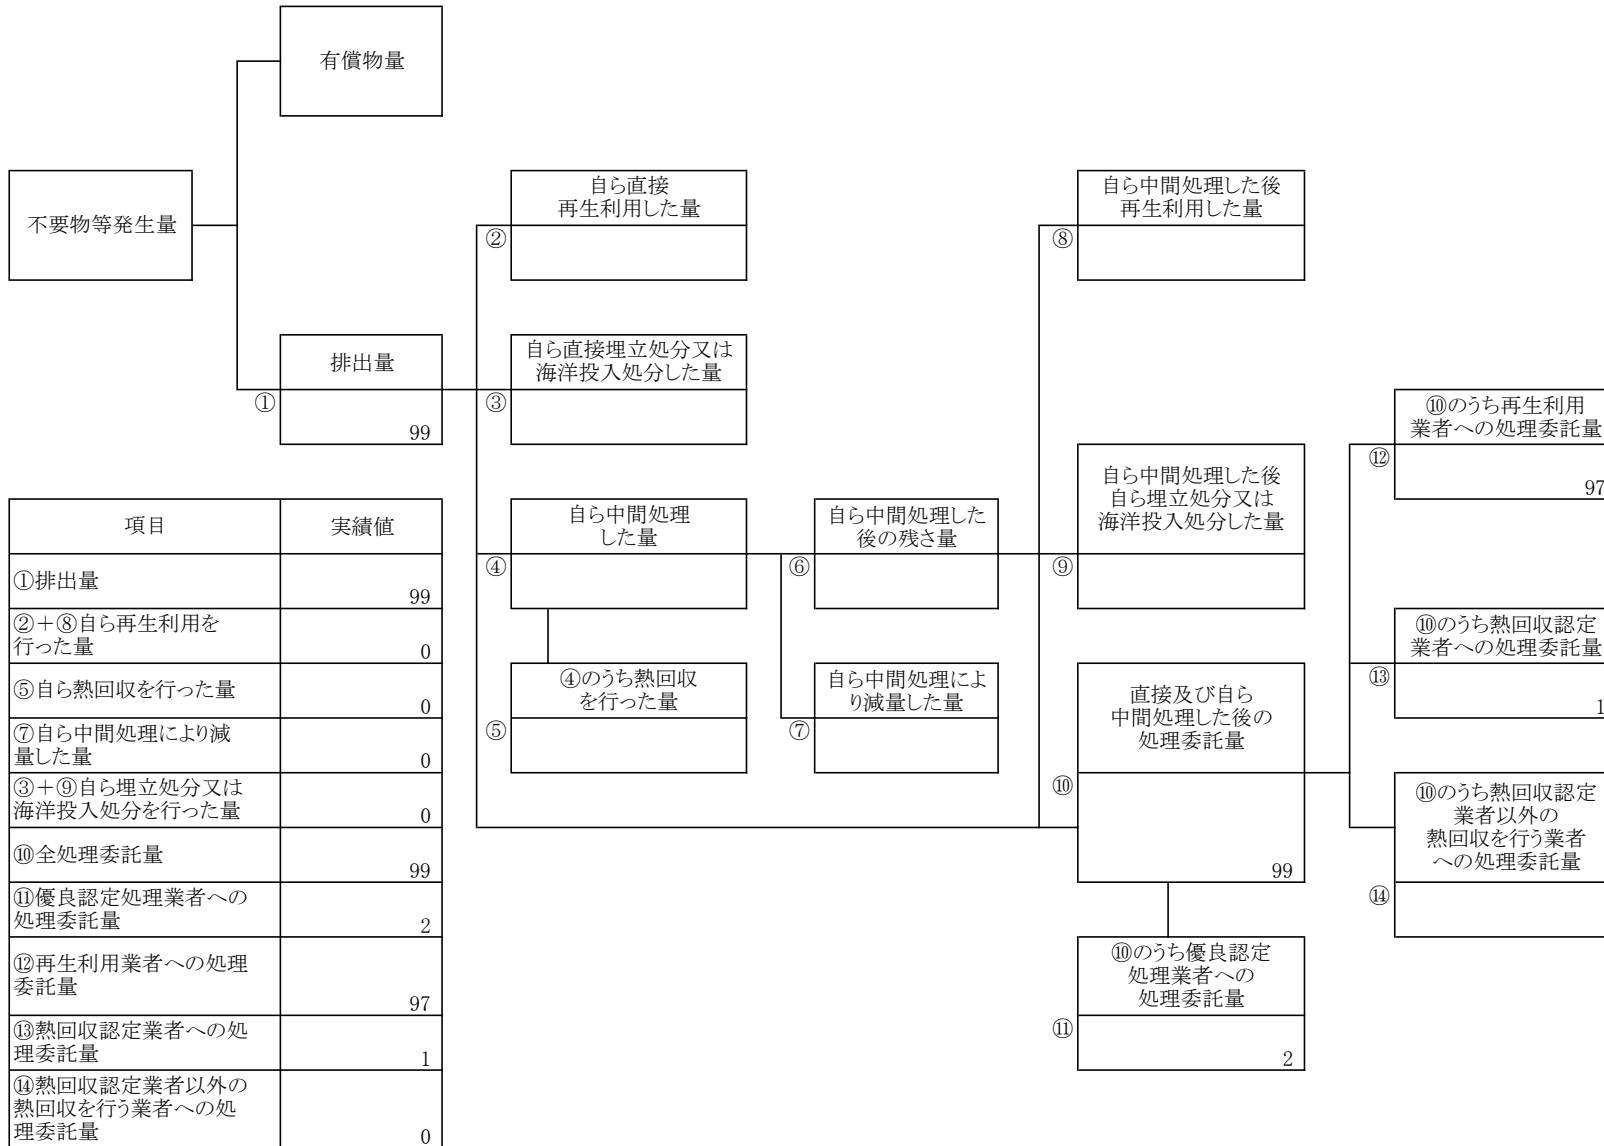 有償物量
不要物等発生量
自ら直接
再生利用した量
②
自ら中間処理した後
再生利用した量
⑧
排出量
①
99
自ら直接埋立処分又は
海洋投入処分した量
③
⑩のうち再生利用
業者への処理委託量
⑫
97
自ら中間処理
した量
④
自ら中間処理した
後の残さ量
⑥
自ら中間処理した後
自ら埋立処分又は
海洋投入処分した量
⑨
⑩のうち熱回収認定
業者への処理委託量
⑬
1
④のうち熱回収
を行った量
⑤
自ら中間処理によ
り減量した量
⑦
直接及び自ら
中間処理した後の
処理委託量
⑩
99
⑩のうち熱回収認定
業者以外の
熱回収を行う業者
への処理委託量
⑭
⑩のうち優良認定
処理業者への
処理委託量
⑪
2
項目 実績値
①排出量 99
②+⑧自ら再生利用を
行った量 0
⑤自ら熱回収を行った量 0
⑦自ら中間処理により減
量した量 0
③+⑨自ら埋立処分又は
海洋投入処分を行った量 0
⑩全処理委託量 99
⑪優良認定処理業者への
処理委託量 2
⑫再生利用業者への処理
委託量 97
⑬熱回収認定業者への処
理委託量 1
⑭熱回収認定業者以外の
熱回収を行う業者への処
理委託量 0